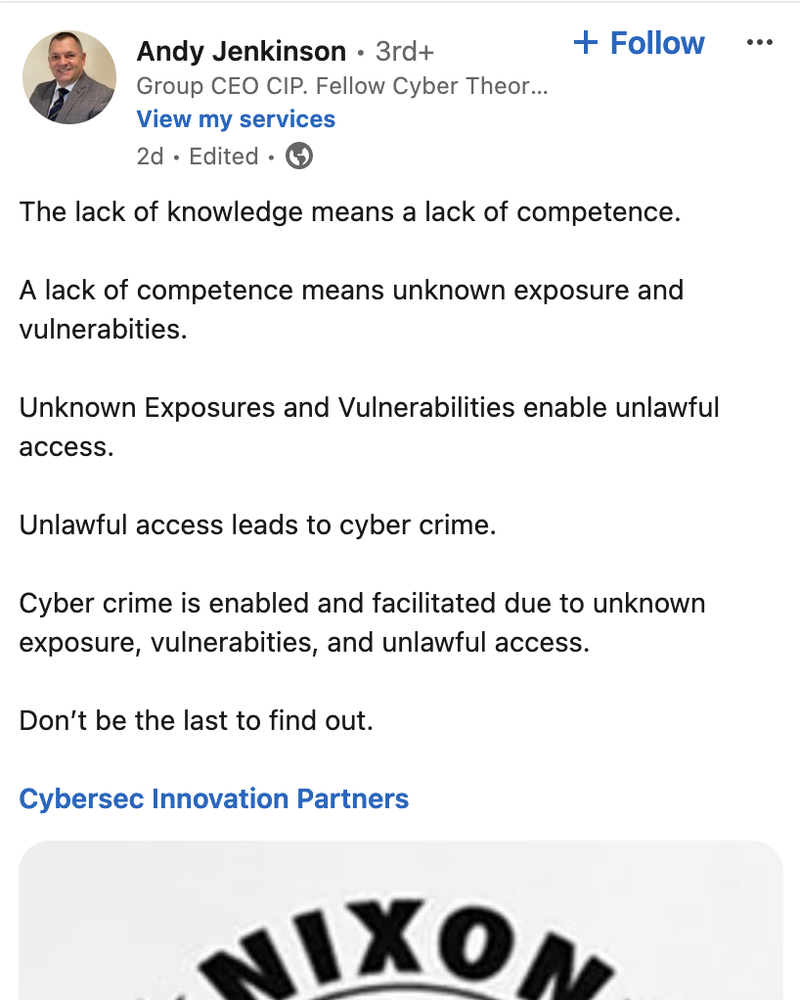 Andy Jenkinson • 3rd+
+ Follow
...
Group CEO CIP. Fellow Cyber Theor...
View my services
2d • Edited •
The lack of knowledge means a lack of competence.
A lack of competence means unknown exposure and
vulnerabities.
Unknown Exposures and Vulnerabilities enable unlawful
access.
Unlawful access leads to cyber crime.
Cyber crime is enabled and facilitated due to unknown
exposure, vulnerabities, and unlawful access.
Don’t be the last to find out.
Cybersec Innovation Partners
NIXON